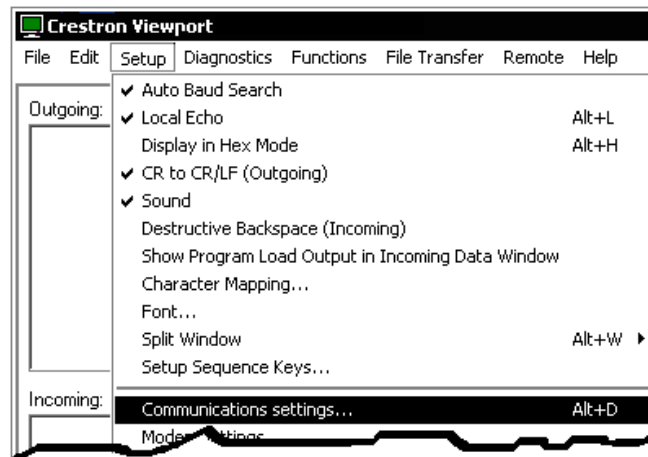 Crestron Viewport
File Edit Setup Diagnostics Functions File Transfer Remote Help
Outgoing:
Auto Baud Search
Local Echo Alt+L
Display in Hex Mode Alt+H
CR to CR/LF (Outgoing)
Sound
Destructive Backspace (Incoming)
Show Program Load Output in Incoming Data Window
Character Mapping...
Font...
Split Window Alt+W
Setup Sequence Keys...
Incoming:
Communications settings... Alt+D